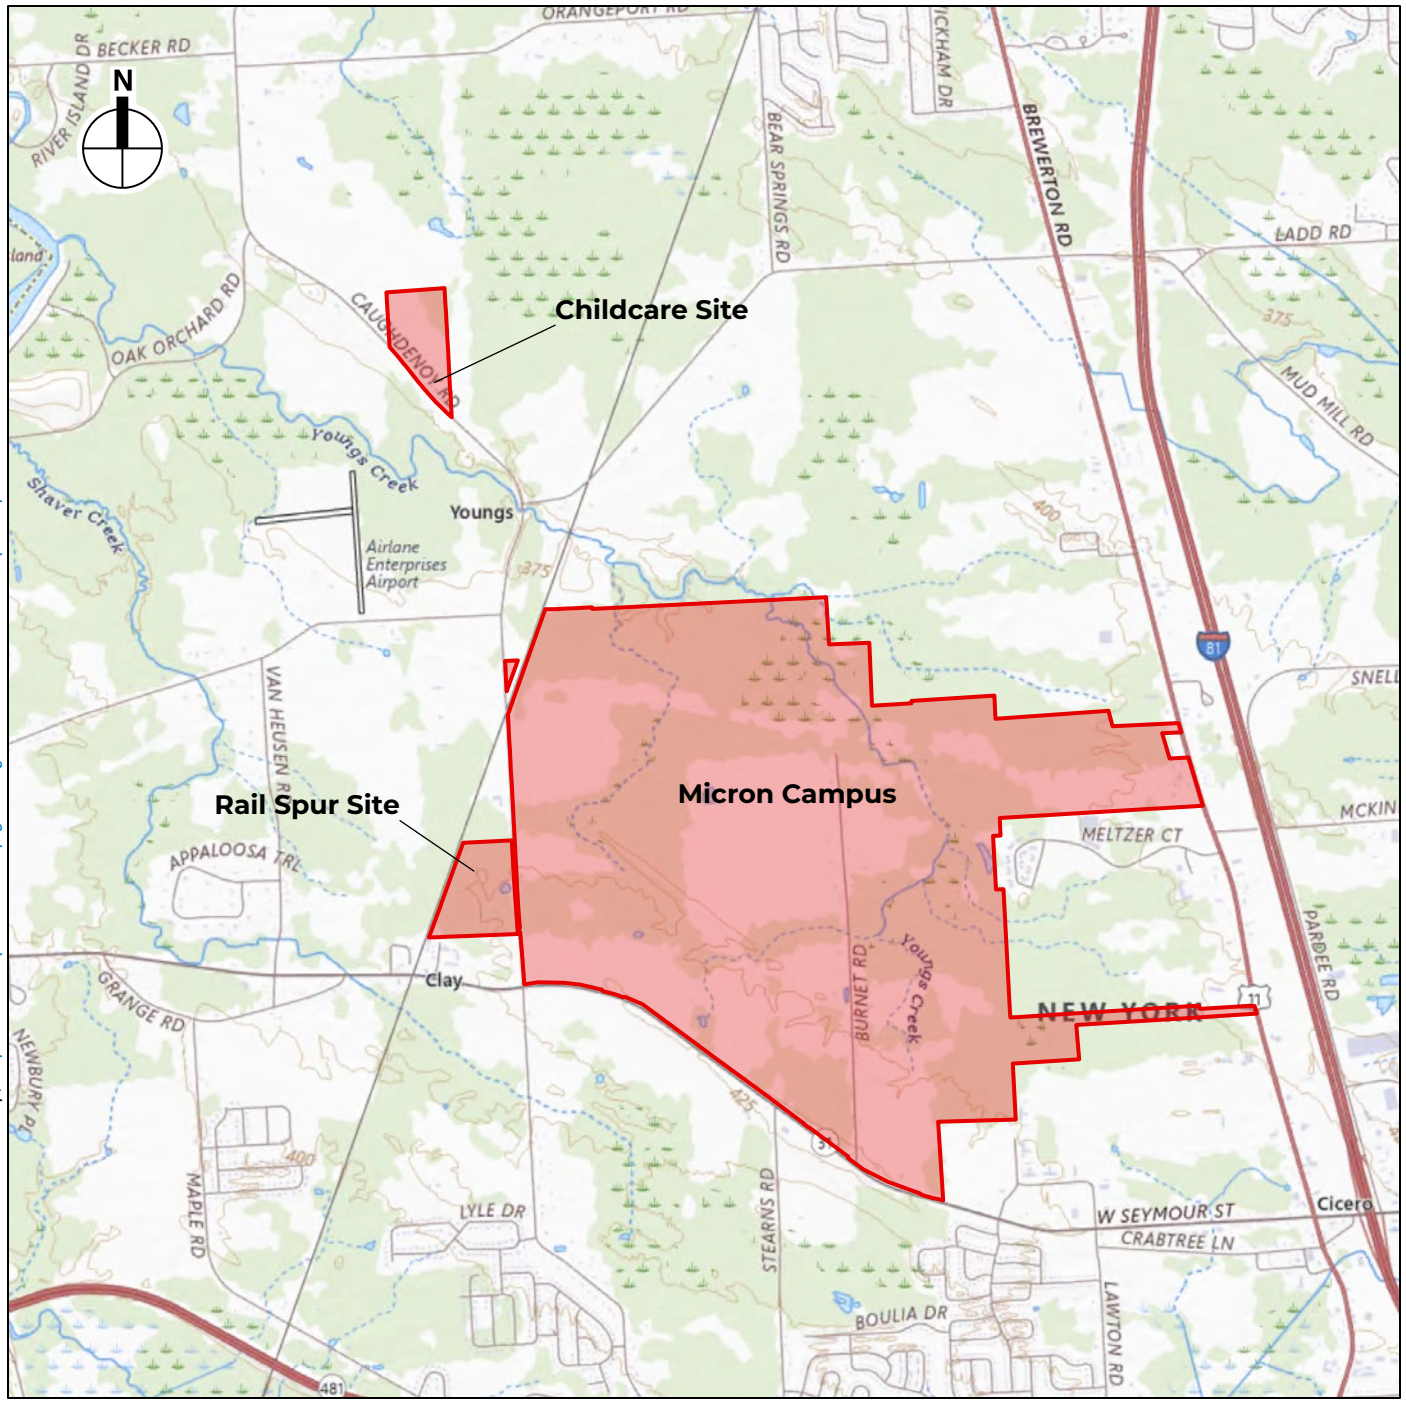 ORANGEPORT RD
BECKER RD
RIVER ISLAND DR
N
BEAR SPRINGS RD
BREWERTON RD
LADD RD
OAK ORCHARD RD
CAUGHDENOY RD
Childcare Site
375
MUD MILL RD
Youngs Creek
Shaver Creek
Youngs
400
Airlane
Enterprises
Airport
375
81
VAN HEUSEN RD
SNELL
Rail Spur Site
Micron Campus
MCKIN
MELTZER CT
APPALOOSA TRL
PARDEE RD
Youngs Creek
BURNET RD
Clay
GRANGE RD
11
NEW YORK
NEWBURY PL
425
400
MAPLE RD
LYLE DR
STEARNS RD
W SEYMOUR ST
Cicero
CRABTREE LN
LAWTON RD
BOULIA DR
481